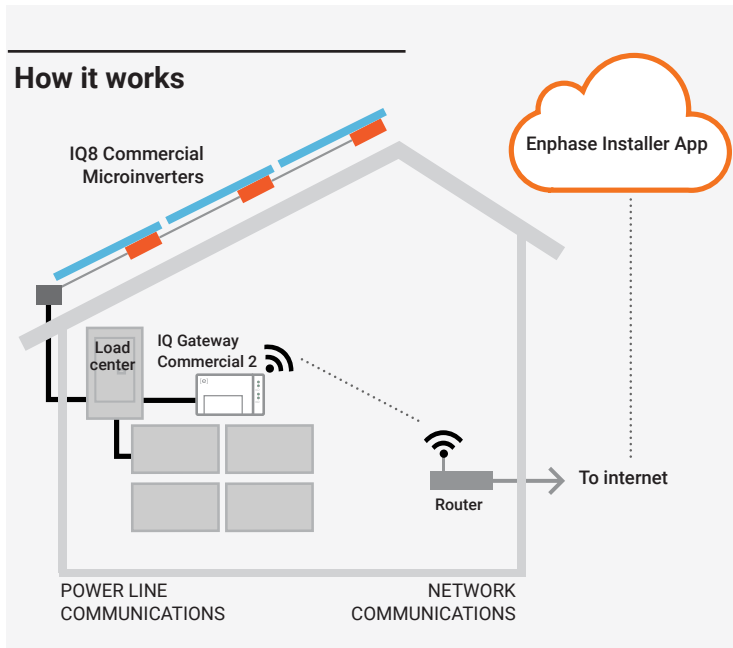 How it works
IQ8 Commercial
Microinverters
Enphase Installer App
Load
center
IQ Gateway
Commercial 2
To internet
Router
POWER LINE
COMMUNICATIONS
NETWORK
COMMUNICATIONS